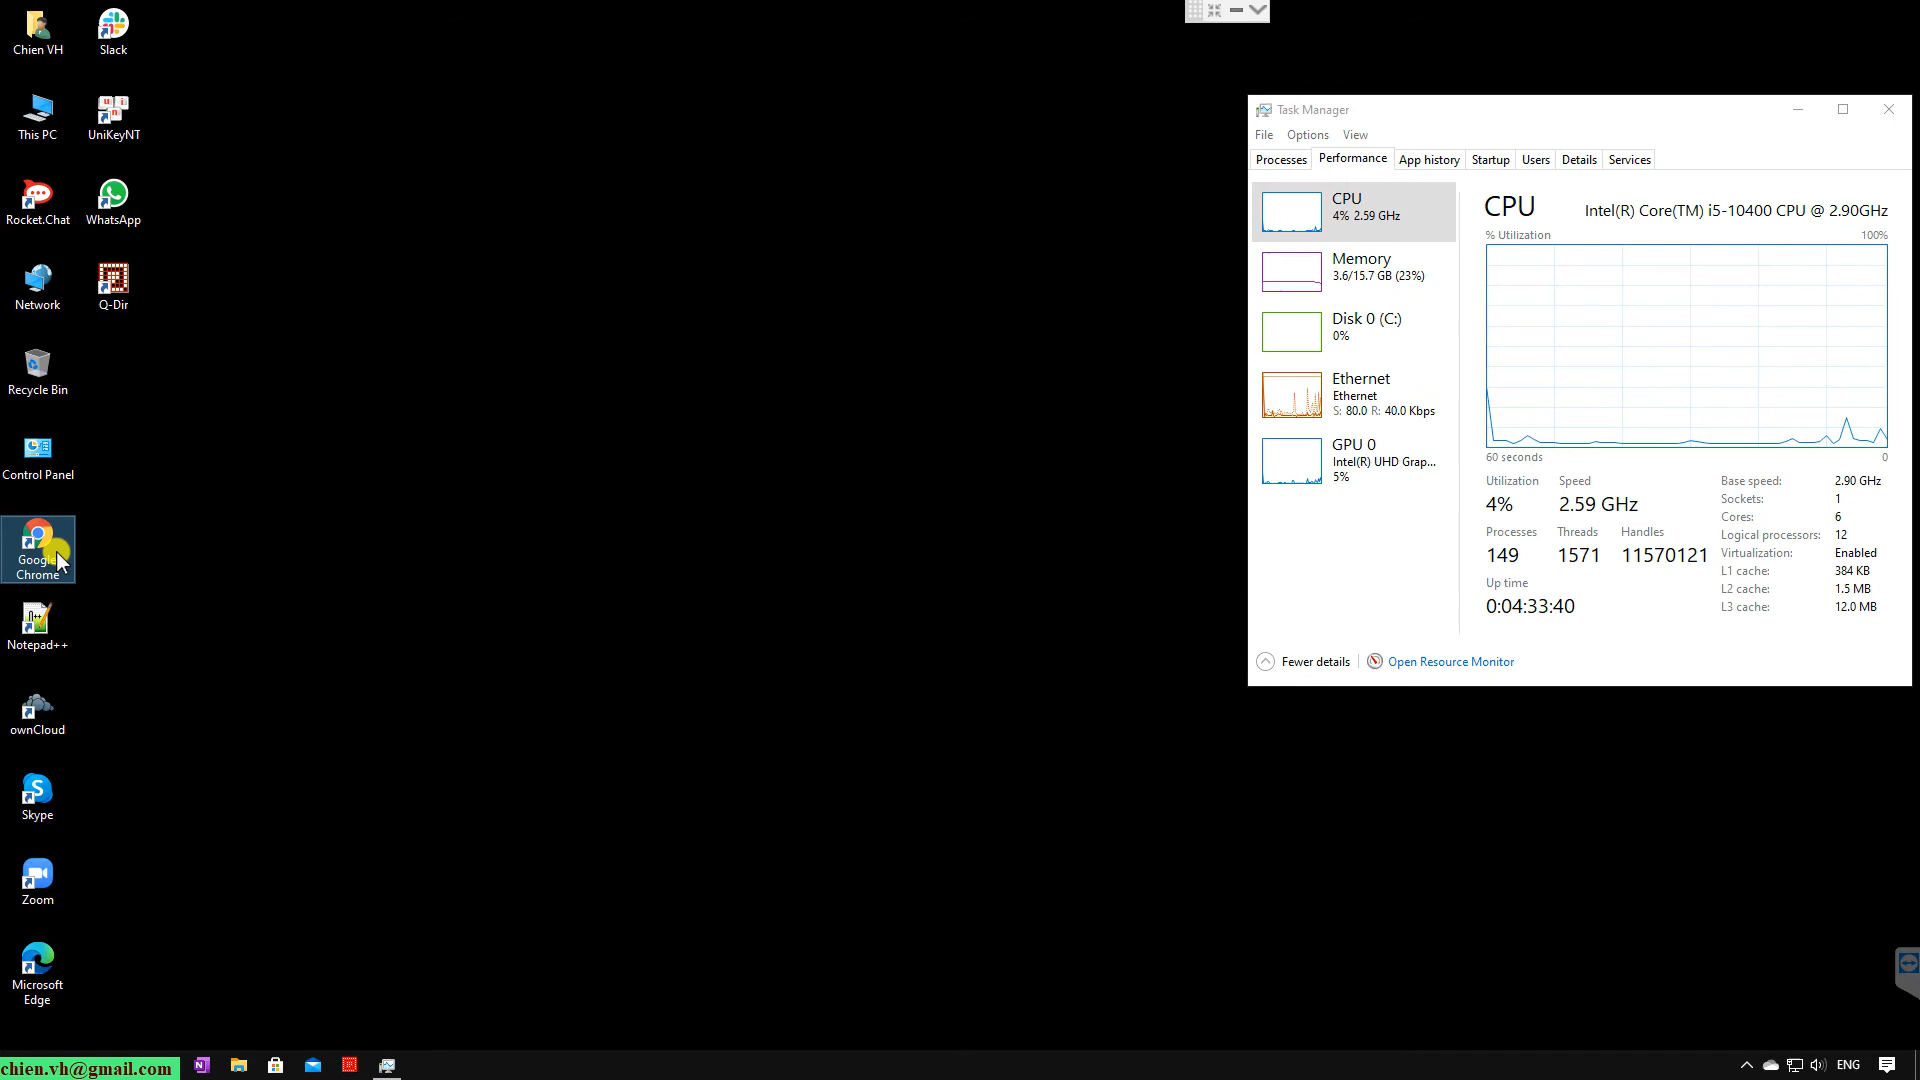 Chien VH
Slack
This PC
UniKeyNT
Rocket.Chat
WhatsApp
Network
Q-Dir
Recycle Bin
Control Panel
Google
Chrome
Notepad++
ownCloud
Skype
Zoom
Microsoft
Edge
Task Manager
File Options View
Processes Performance App history Startup Users Details Services
CPU
4% 2.59 GHz
Memory
3.6/15.7 GB (23%)
Disk 0 (C:)
0%
Ethernet
Ethernet
S: 80.0 R: 40.0 Kbps
GPU 0
Intel(R) UHD Grap...
5%
CPU Intel(R) Core(TM) i5-10400 CPU @ 2.90GHz
% Utilization 100%
60 seconds 0
Utilization Speed
4% 2.59 GHz
Processes Threads Handles
149 1571 11570121
Up time
0:04:33:40
Base speed: 2.90 GHz
Sockets: 1
Cores: 6
Logical processors: 12
Virtualization: Enabled
L1 cache: 384 KB
L2 cache: 1.5 MB
L3 cache: 12.0 MB
Fewer details Open Resource Monitor
chien.vh@gmail.com
ENG